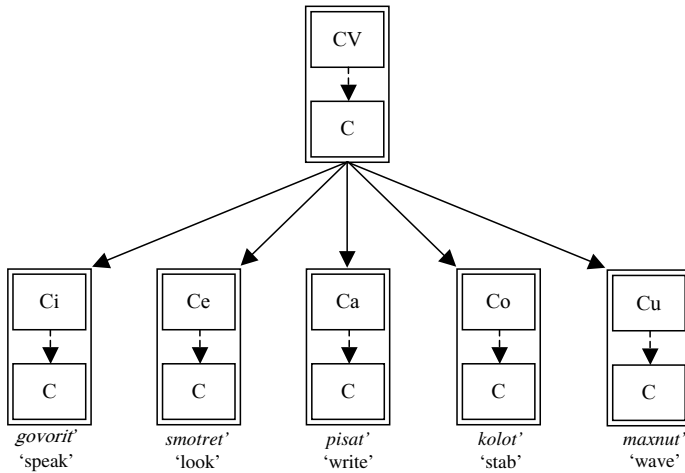 CV
C
Ci Ce Ca Co Cu
C C C C C
govorit’ smotret’ pisat’ kolot’ maxnut’
‘speak’ ‘look’ ‘write’ ‘stab’ ‘wave’